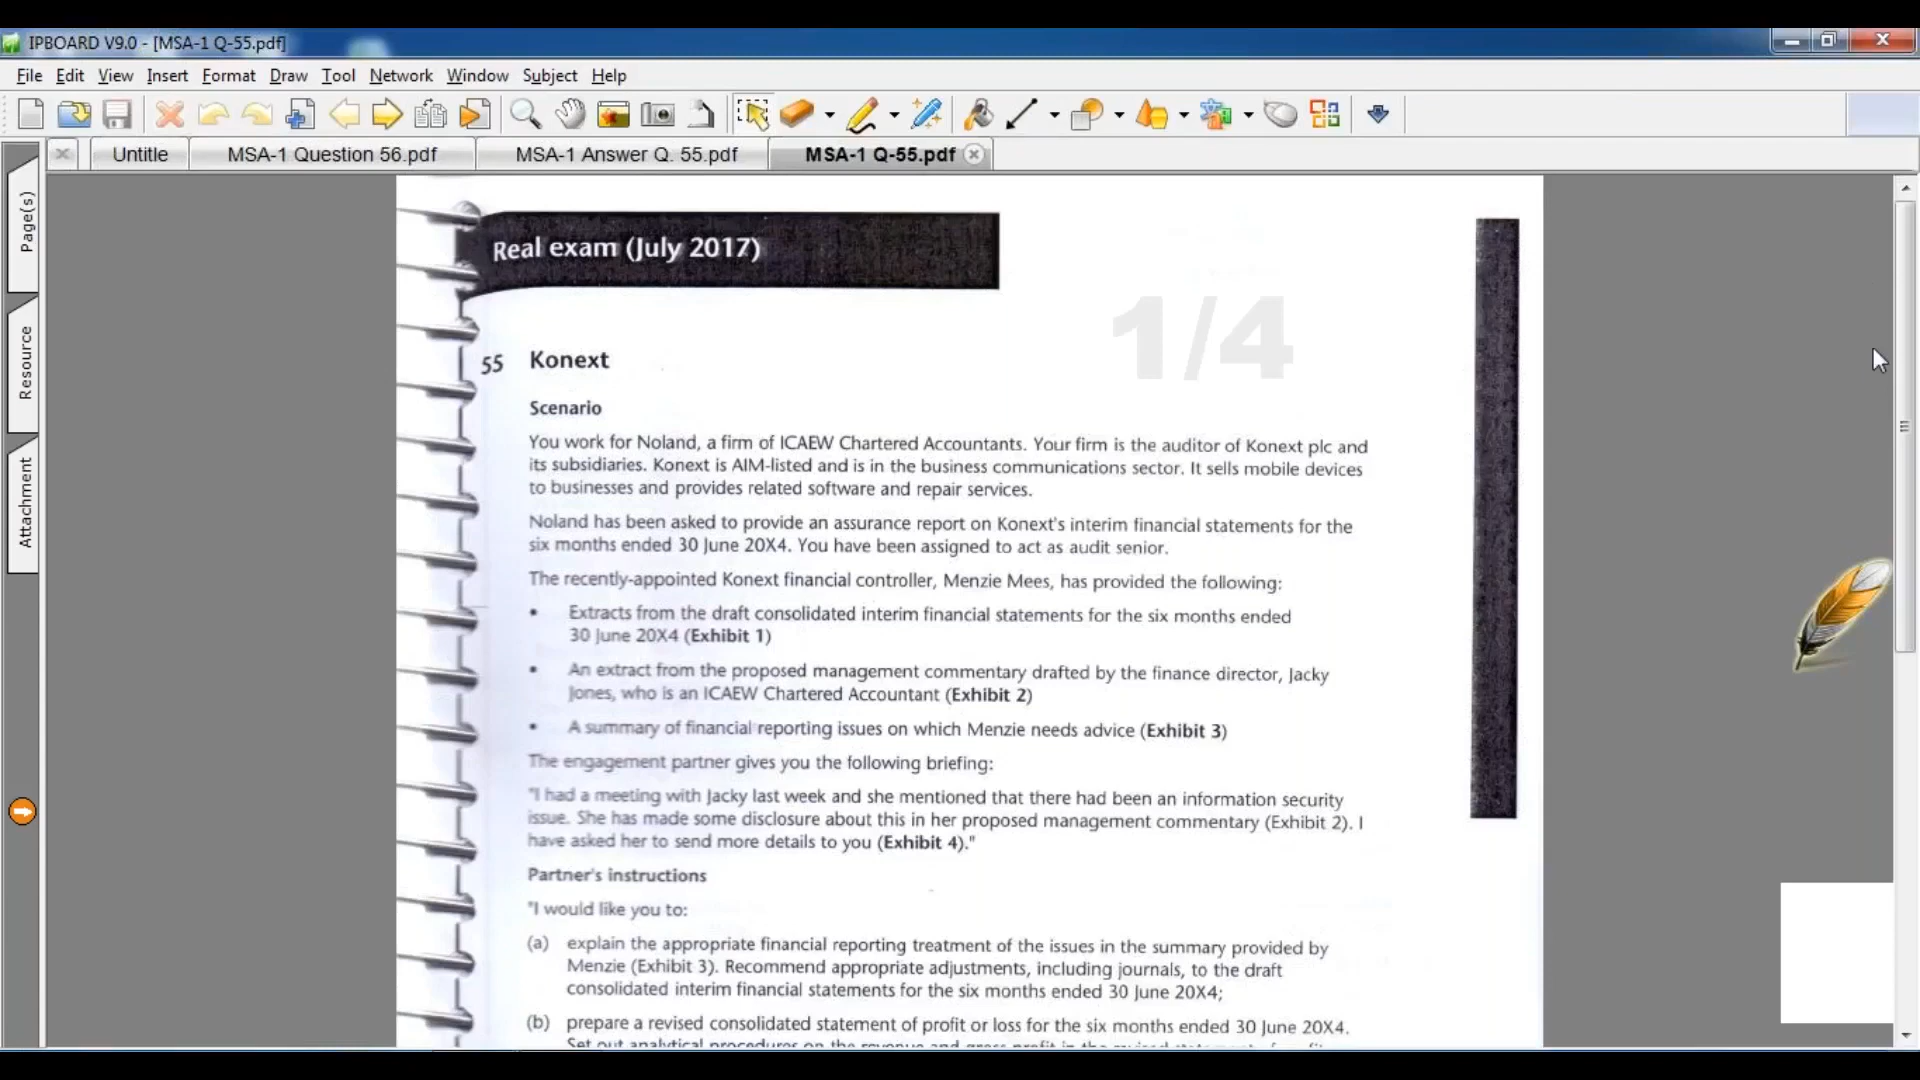 IPBOARD V9.0 - [MSA-1 Q-55.pdf]
File Edit View Insert Format Draw Tool Network Window Subject Help
Untitle MSA-1 Question 56.pdf MSA-1 Answer Q. 55.pdf MSA-1 Q-55.pdf
Page(s)
Resource
Attachment
Real exam (July 2017)
1/4
55 Konext
Scenario
You work for Noland, a firm of ICAEW Chartered Accountants. Your firm is the auditor of Konext plc and
its subsidiaries. Konext is AIM-listed and is in the business communications sector. It sells mobile devices
to businesses and provides related software and repair services.
Noland has been asked to provide an assurance report on Konext's interim financial statements for the
six months ended 30 June 20X4. You have been assigned to act as audit senior.
The recently-appointed Konext financial controller, Menzie Mees, has provided the following:
• Extracts from the draft consolidated interim financial statements for the six months ended
30 June 20X4 (Exhibit 1)
• An extract from the proposed management commentary drafted by the finance director, Jacky
Jones, who is an ICAEW Chartered Accountant (Exhibit 2)
• A summary of financial reporting issues on which Menzie needs advice (Exhibit 3)
The engagement partner gives you the following briefing:
"I had a meeting with Jacky last week and she mentioned that there had been an information security
issue. She has made some disclosure about this in her proposed management commentary (Exhibit 2). I
have asked her to send more details to you (Exhibit 4)."
Partner's instructions
"I would like you to:
(a) explain the appropriate financial reporting treatment of the issues in the summary provided by
Menzie (Exhibit 3). Recommend appropriate adjustments, including journals, to the draft
consolidated interim financial statements for the six months ended 30 June 20X4;
(b) prepare a revised consolidated statement of profit or loss for the six months ended 30 June 20X4.
Set out analytical procedures on the revenue and gross profit in the revised